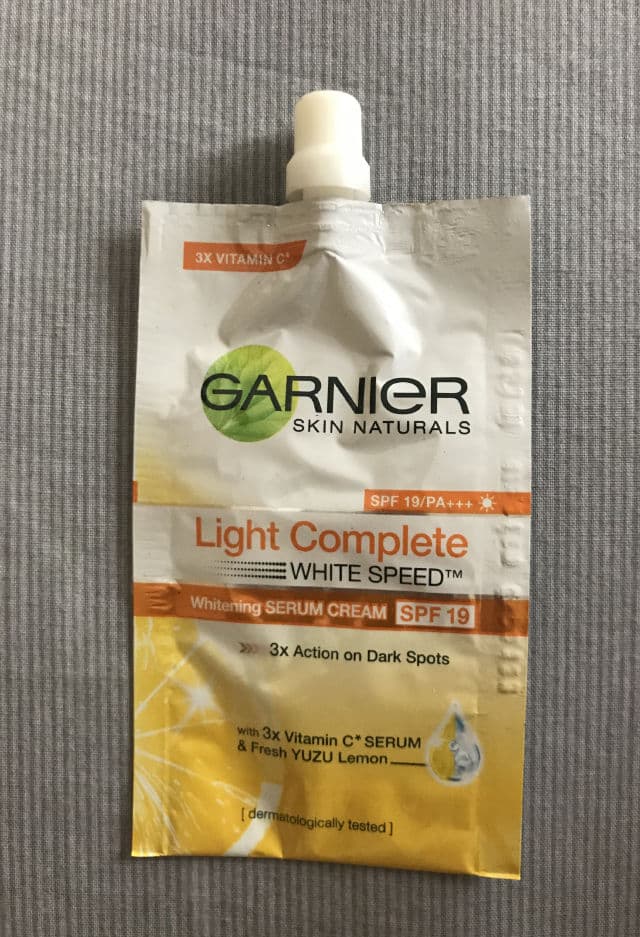 3X VITAMIN C*
GARNIER
SKIN NATURALS
SPF 19/PA+++
Light Complete
WHITE SPEED™
Whitening SERUM CREAM SPF 19
3x Action on Dark Spots
with 3x Vitamin C* SERUM
& Fresh YUZU Lemon
[ dermatologically tested ]